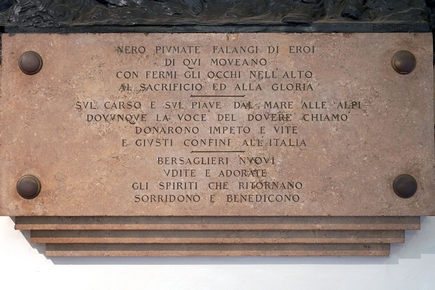 NERO PIVMATE FALANGI DI EROI
DI QVI MOVEANO
CON FERMI GLI OCCHI NELL'ALTO
AL SACRIFICIO ED ALLA GLORIA
SVL CARSO E SVL PIAVE DAL MARE ALLE ALPI
DOVVNQVE LA VOCE DEL DOVERE CHIAMO'
DONARONO IMPETO E VITE
E GIVSTI CONFINI ALL'ITALIA
BERSAGLIERI NVOVI
VDITE E ADORATE
GLI SPIRITI CHE RITORNANO
SORRIDONO E BENEDICONO